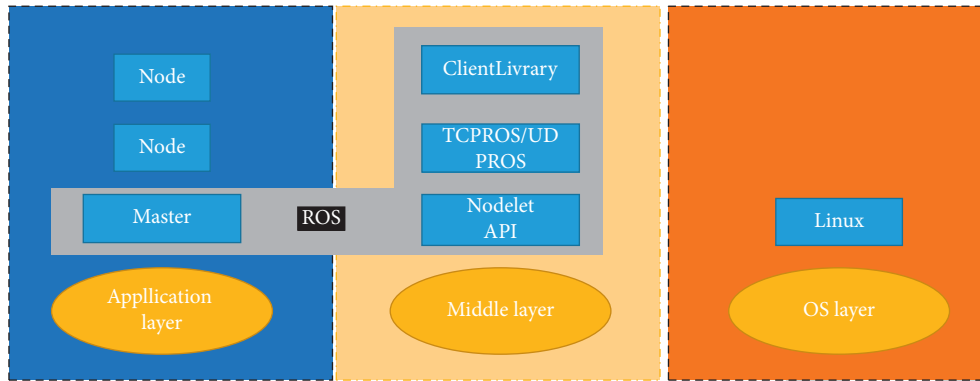 Node
Node
Master
ROS
Appllication
layer
ClientLivrary
TCPROS/UD
PROS
Nodelet
API
Middle layer
Linux
OS layer